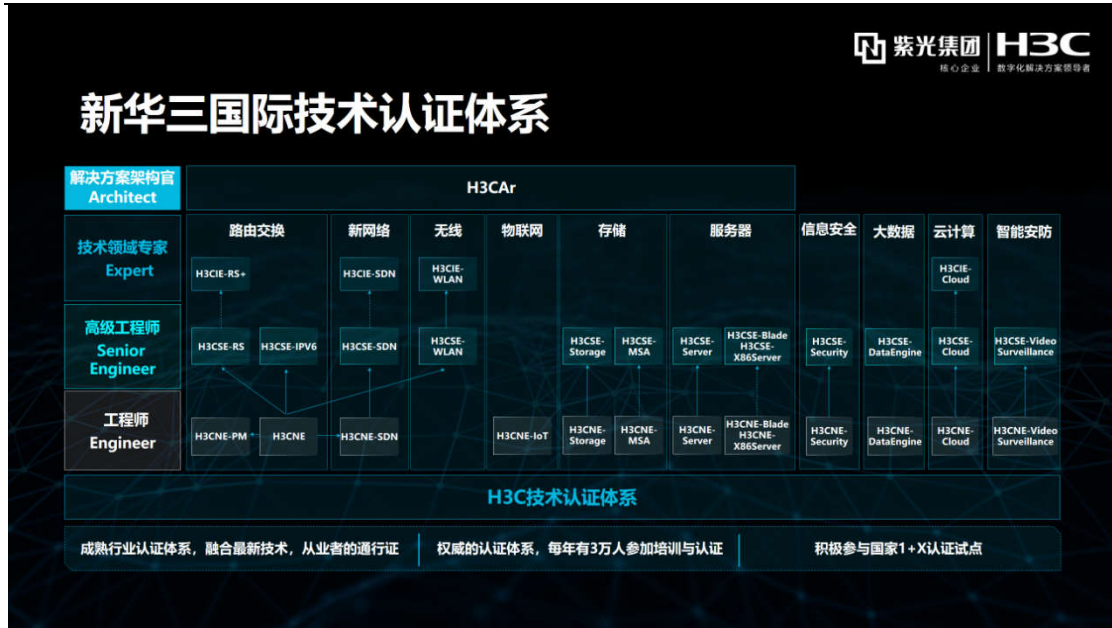 紫光集团
核心企业
H3C
数字化解决方案领导者
新华三国际技术认证体系
解决方案架构官
Architect
H3CAr
技术领域专家
Expert
路由交换
新网络
无线
物联网
存储
服务器
信息安全
大数据
云计算
智能安防
H3CIE-RS+
H3CIE-SDN
H3CIE-
WLAN
H3CIE-
Cloud
高级工程师
Senior
Engineer
H3CSE-RS
H3CSE-IPV6
H3CSE-SDN
H3CSE-
WLAN
H3CSE-
Storage
H3CSE-
MSA
H3CSE-
Server
H3CSE-Blade
H3CSE-
X86Server
H3CSE-
Security
H3CSE-
DataEngine
H3CSE-
Cloud
H3CSE-Video
Surveillance
工程师
Engineer
H3CNE-PM
H3CNE
H3CNE-SDN
H3CNE-IoT
H3CNE-
Storage
H3CNE-
MSA
H3CNE-
Server
H3CNE-Blade
H3CNE-
X86Server
H3CNE-
Security
H3CNE-
DataEngine
H3CNE-
Cloud
H3CNE-Video
Surveillance
H3C技术认证体系
成熟行业认证体系，融合最新技术，从业者的通行证
权威的认证体系，每年有3万人参加培训与认证
积极参与国家1+X认证试点